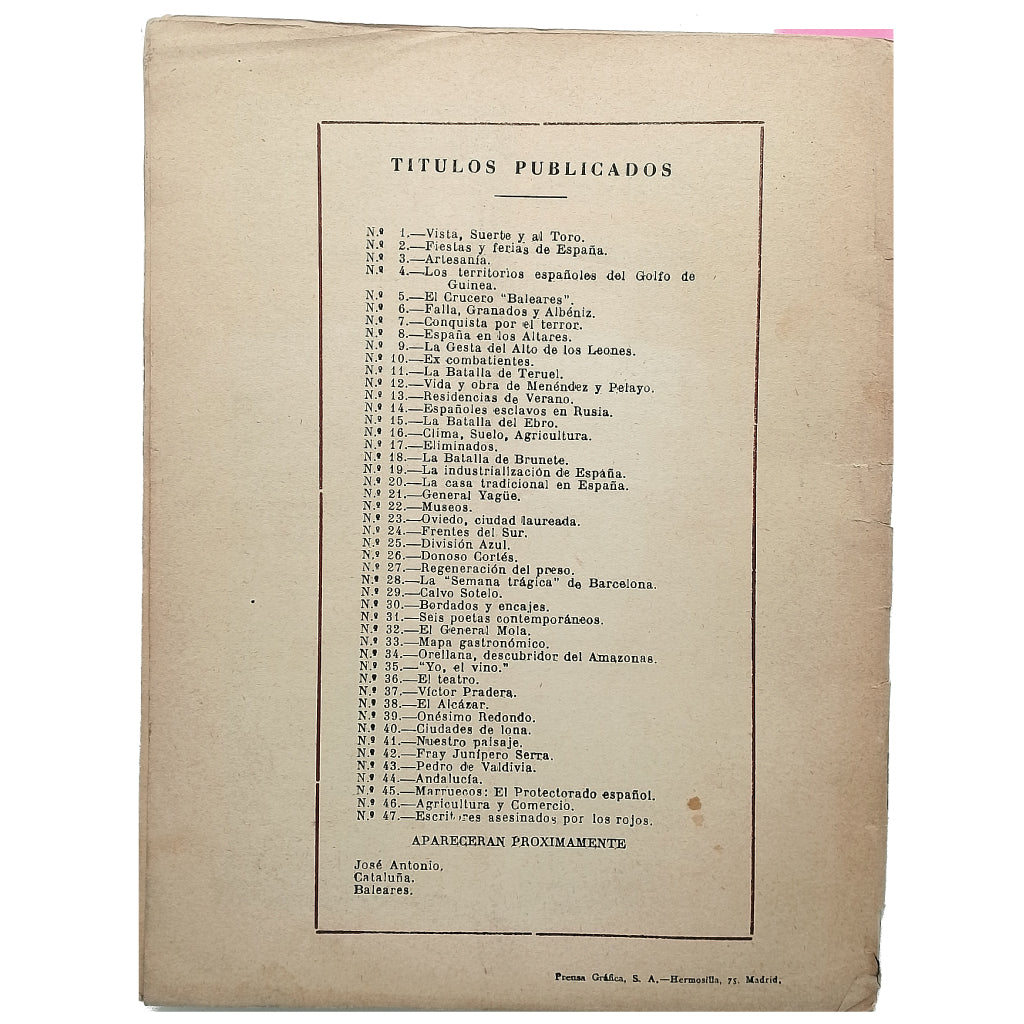 TITULOS PUBLICADOS
N.º 1.—Vista, Suerte y al Toro.
N.º 2.—Fiestas y ferias de España.
N.º 3.—Artesanía.
N.º 4.—Los territorios españoles del Golfo de
Guinea.
N.º 5.—El Crucero "Baleares".
N.º 6.—Falla, Granados y Albéniz.
N.º 7.—Conquista por el terror.
N.º 8.—España en los Altares.
N.º 9.—La Gesta del Alto de los Leones.
N.º 10.—Ex combatientes.
N.º 11.—La Batalla de Teruel.
N.º 12.—Vida y obra de Menéndez y Pelayo.
N.º 13.—Residencias de Verano.
N.º 14.—Españoles esclavos en Rusia.
N.º 15.—La Batalla del Ebro.
N.º 16.—Clima, Suelo, Agricultura.
N.º 17.—Eliminados.
N.º 18.—La Batalla de Brunete.
N.º 19.—La industrialización de España.
N.º 20.—La casa tradicional en España.
N.º 21.—General Yagüe.
N.º 22.—Museos.
N.º 23.—Oviedo, ciudad laureada.
N.º 24.—Frentes del Sur.
N.º 25.—División Azul.
N.º 26.—Donoso Cortés.
N.º 27.—Regeneración del preso.
N.º 28.—La "Semana trágica" de Barcelona.
N.º 29.—Calvo Sotelo.
N.º 30.—Bordados y encajes.
N.º 31.—Seis poetas contemporáneos.
N.º 32.—El General Mola.
N.º 33.—Mapa gastronómico.
N.º 34.—Orellana, descubridor del Amazonas.
N.º 35.—"Yo, el vino."
N.º 36.—El teatro.
N.º 37.—Víctor Pradera.
N.º 38.—El Alcázar.
N.º 39.—Onésimo Redondo.
N.º 40.—Ciudades de lona.
N.º 41.—Nuestro paisaje.
N.º 42.—Fray Junípero Serra.
N.º 43.—Pedro de Valdivia.
N.º 44.—Andalucía.
N.º 45.—Marruecos: El Protectorado español.
N.º 46.—Agricultura y Comercio.
N.º 47.—Escritores asesinados por los rojos.
APARECERAN PROXIMAMENTE
José Antonio.
Cataluña.
Baleares.
Prensa Gráfica, S. A.—Hermosilla, 75. Madrid.